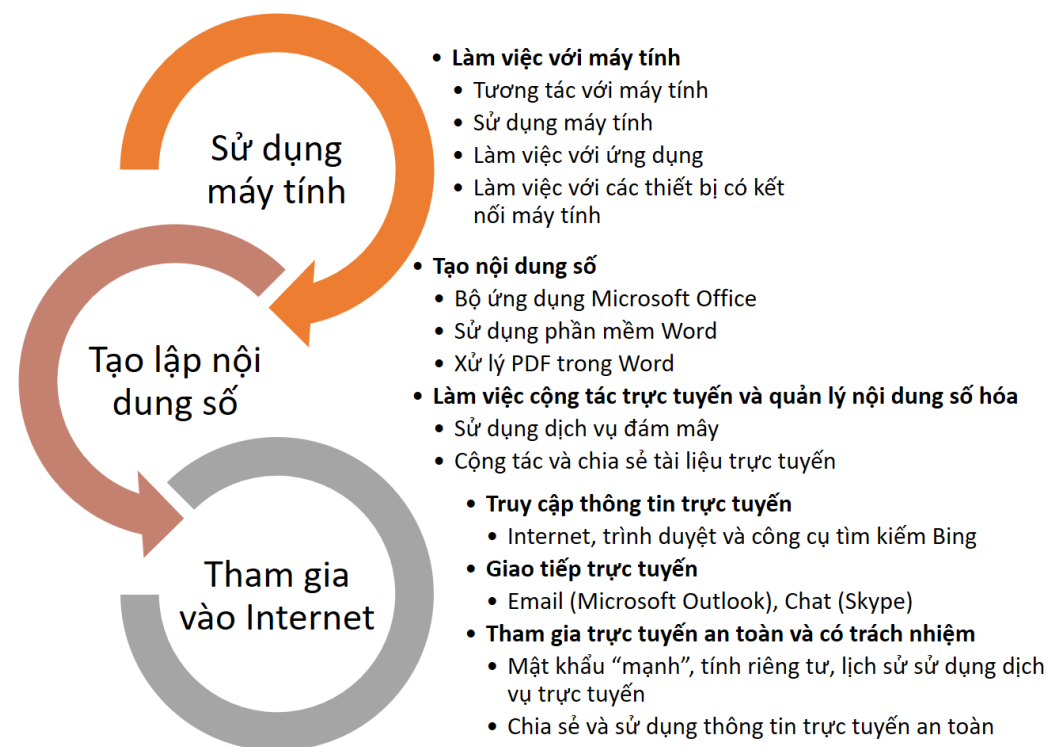 Sử dụng
máy tính
• Làm việc với máy tính
• Tương tác với máy tính
• Sử dụng máy tính
• Làm việc với ứng dụng
• Làm việc với các thiết bị có kết
nối máy tính
Tạo lập nội
dung số
• Tạo nội dung số
• Bộ ứng dụng Microsoft Office
• Sử dụng phần mềm Word
• Xử lý PDF trong Word
• Làm việc cộng tác trực tuyến và quản lý nội dung số hóa
• Sử dụng dịch vụ đám mây
• Cộng tác và chia sẻ tài liệu trực tuyến
Tham gia
vào Internet
• Truy cập thông tin trực tuyến
• Internet, trình duyệt và công cụ tìm kiếm Bing
• Giao tiếp trực tuyến
• Email (Microsoft Outlook), Chat (Skype)
• Tham gia trực tuyến an toàn và có trách nhiệm
• Mật khẩu “mạnh”, tính riêng tư, lịch sử sử dụng dịch
vụ trực tuyến
• Chia sẻ và sử dụng thông tin trực tuyến an toàn